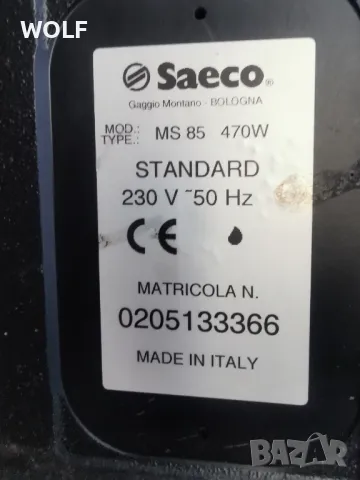 WOLF
Saeco®
Gaggio Montano - BOLOGNA
MOD.:
TYPE.: MS 85 470W
STANDARD
230 V ~50 Hz
CE
MATRICOLA N.
0205133366
MADE IN ITALY
BAZAR